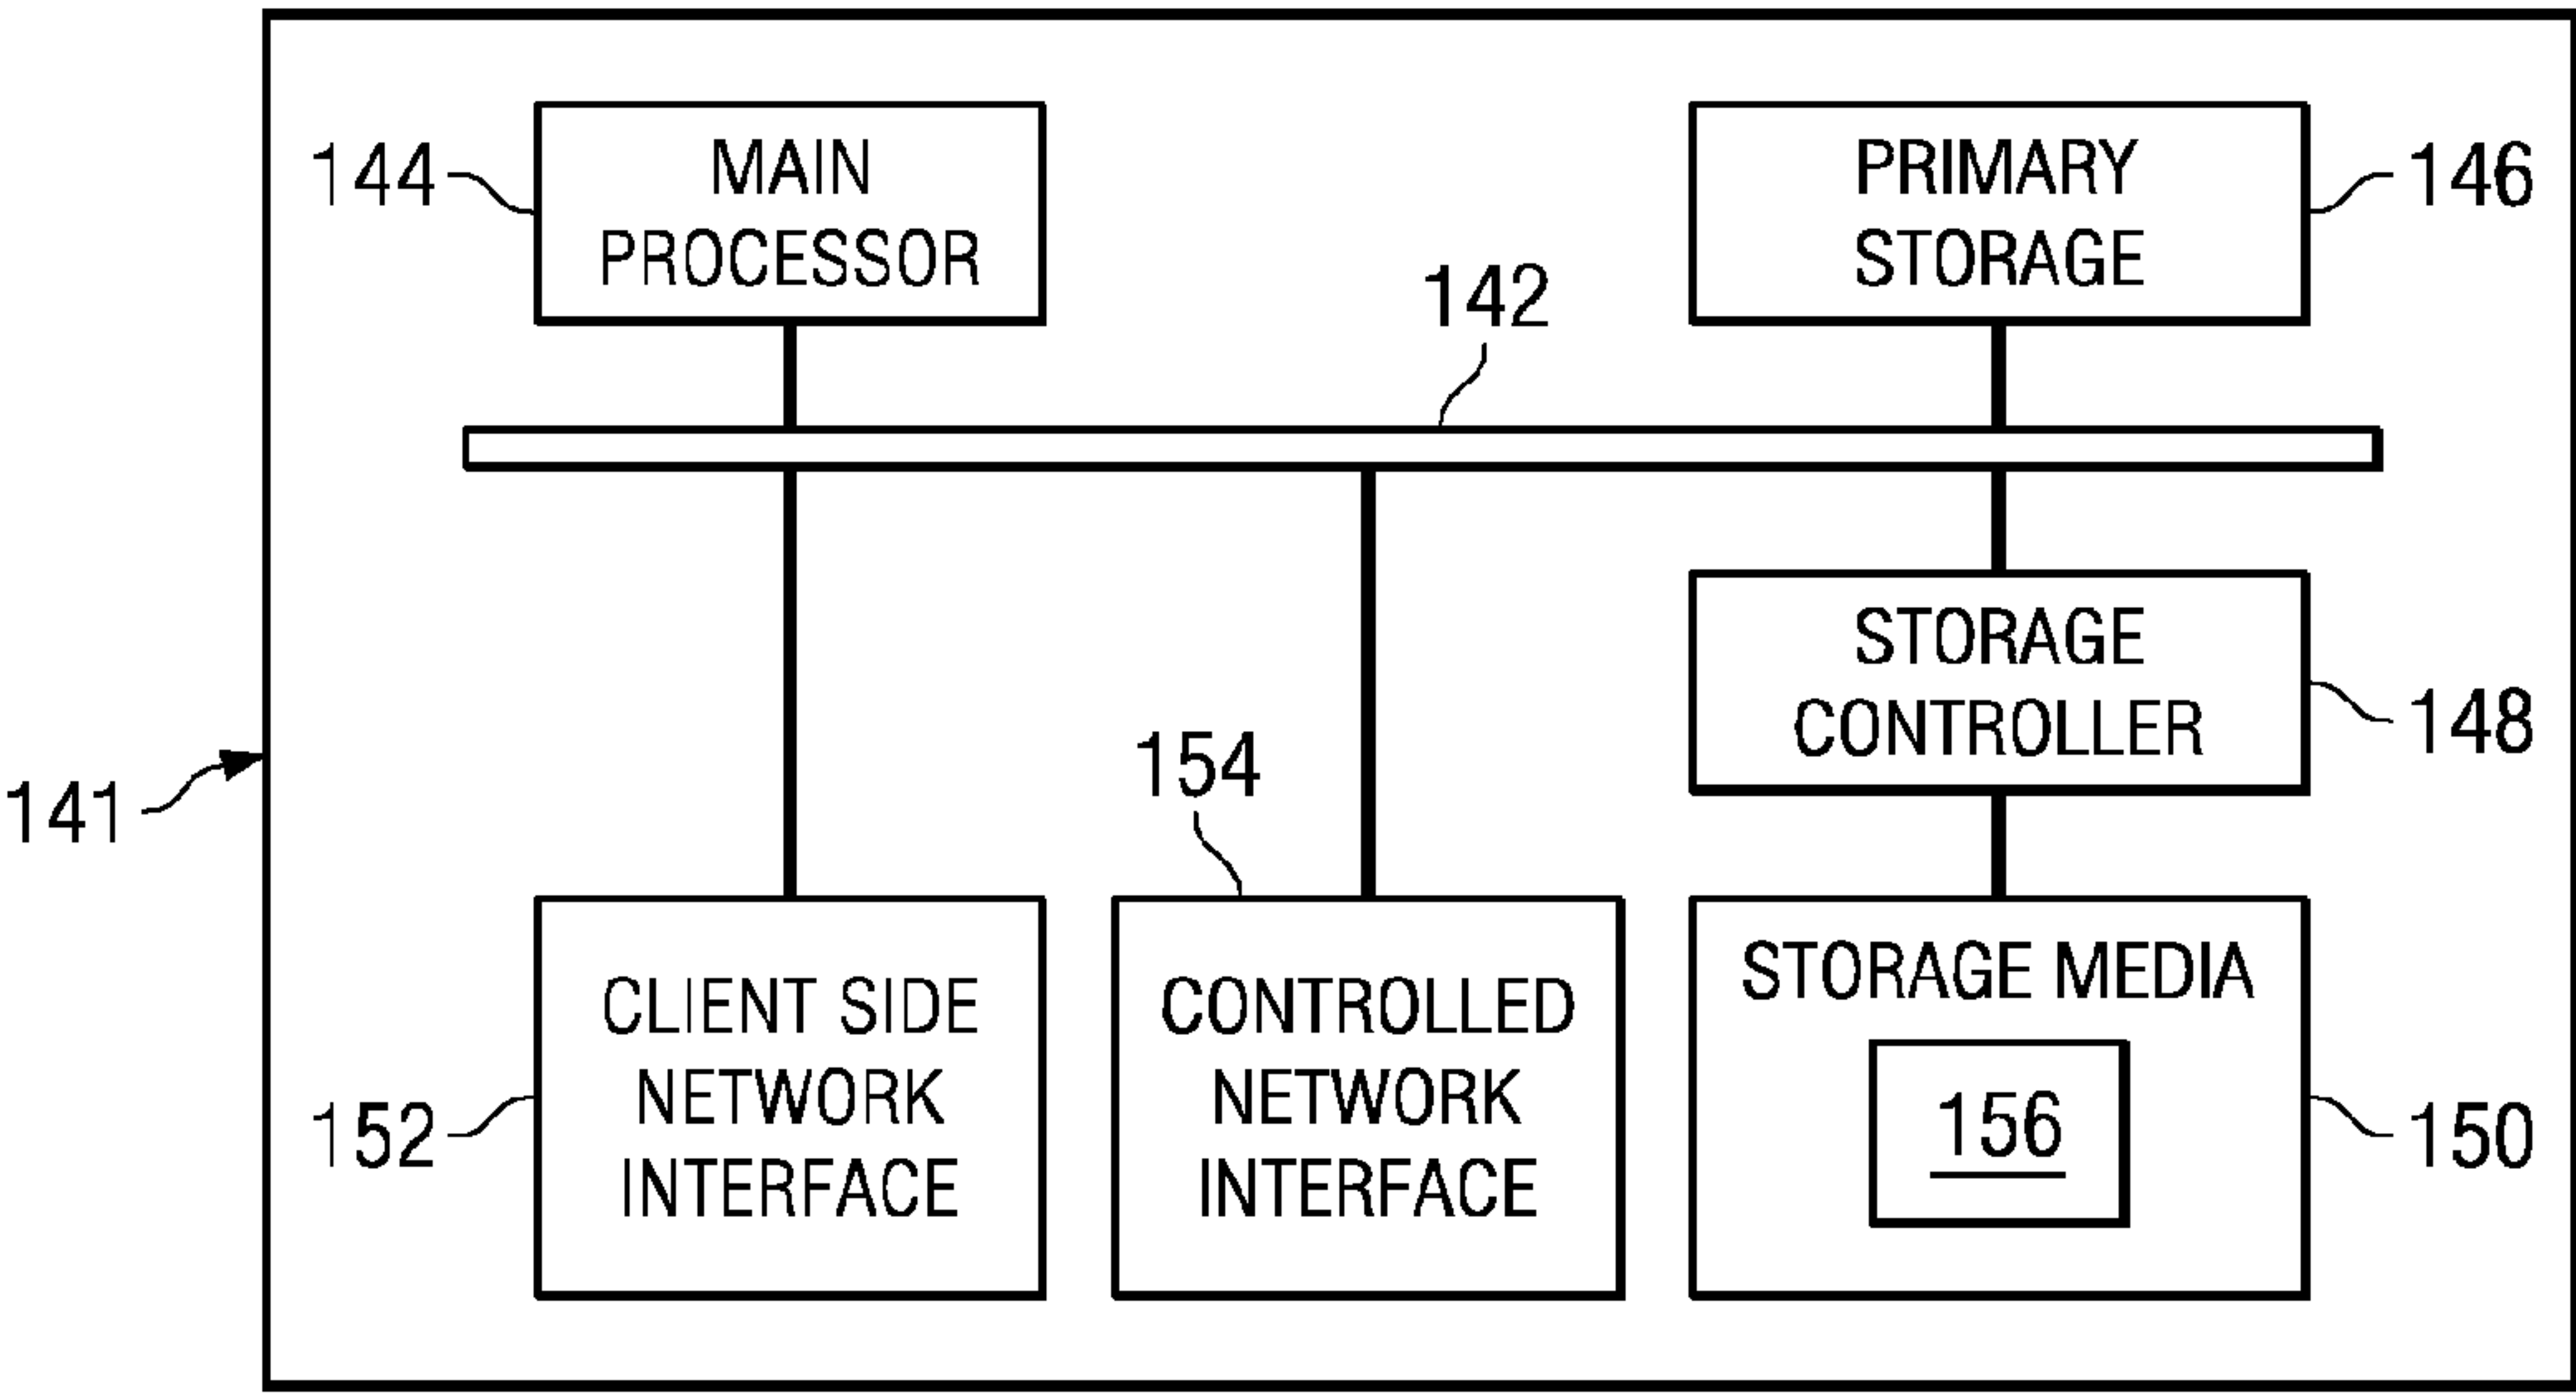 144
MAIN
PROCESSOR
PRIMARY
STORAGE
146
142
STORAGE
CONTROLLER
148
141
154
CLIENT SIDE
NETWORK
INTERFACE
152
CONTROLLED
NETWORK
INTERFACE
STORAGE MEDIA
156
150